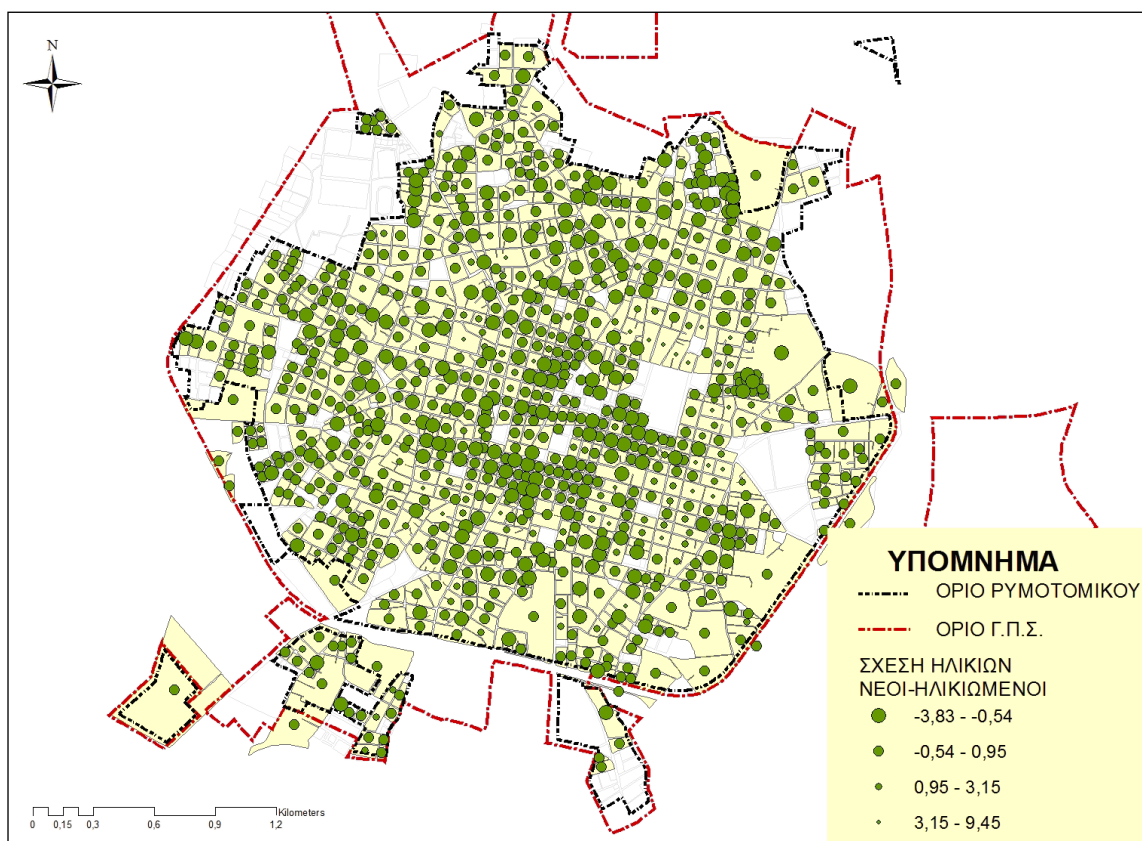 N
ΥΠΟΜΝΗΜΑ
ΟΡΙΟ ΡΥΜΟΤΟΜΙΚΟΥ
ΟΡΙΟ Γ.Π.Σ.
ΣΧΕΣΗ ΗΛΙΚΙΩΝ
ΝΕΟΙ-ΗΛΙΚΙΩΜΕΝΟΙ
-3,83 - -0,54
-0,54 - 0,95
0,95 - 3,15
3,15 - 9,45
Kilometers
0 0,15 0,3 0,6 0,9 1,2